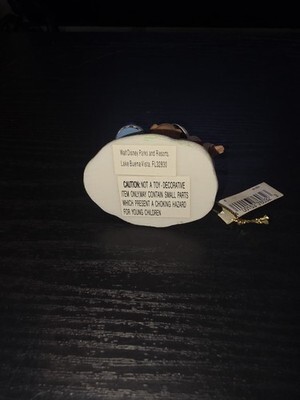 Walt Disney Parks and Resorts,
Lake Buena Vista, FL32830
CAUTION: NOT A TOY-DECORATIVE
ITEM ONLY.MAY CONTAIN SMALL PARTS
WHICH PRESENT A CHOKING HAZARD
FOR YOUNG CHILDREN